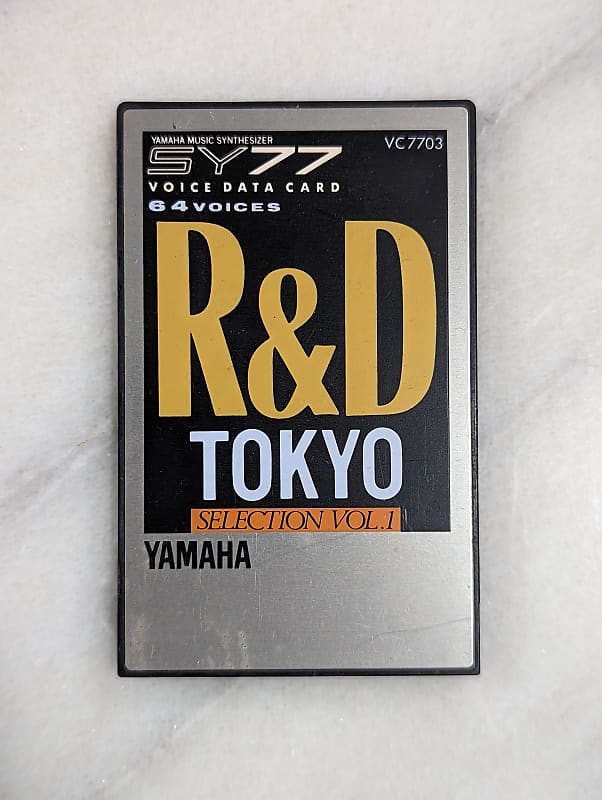 YAMAHA MUSIC SYNTHESIZER
VC7703
SY77
VOICE DATA CARD
64 VOICES
R&D
TOKYO
SELECTION VOL.1
YAMAHA